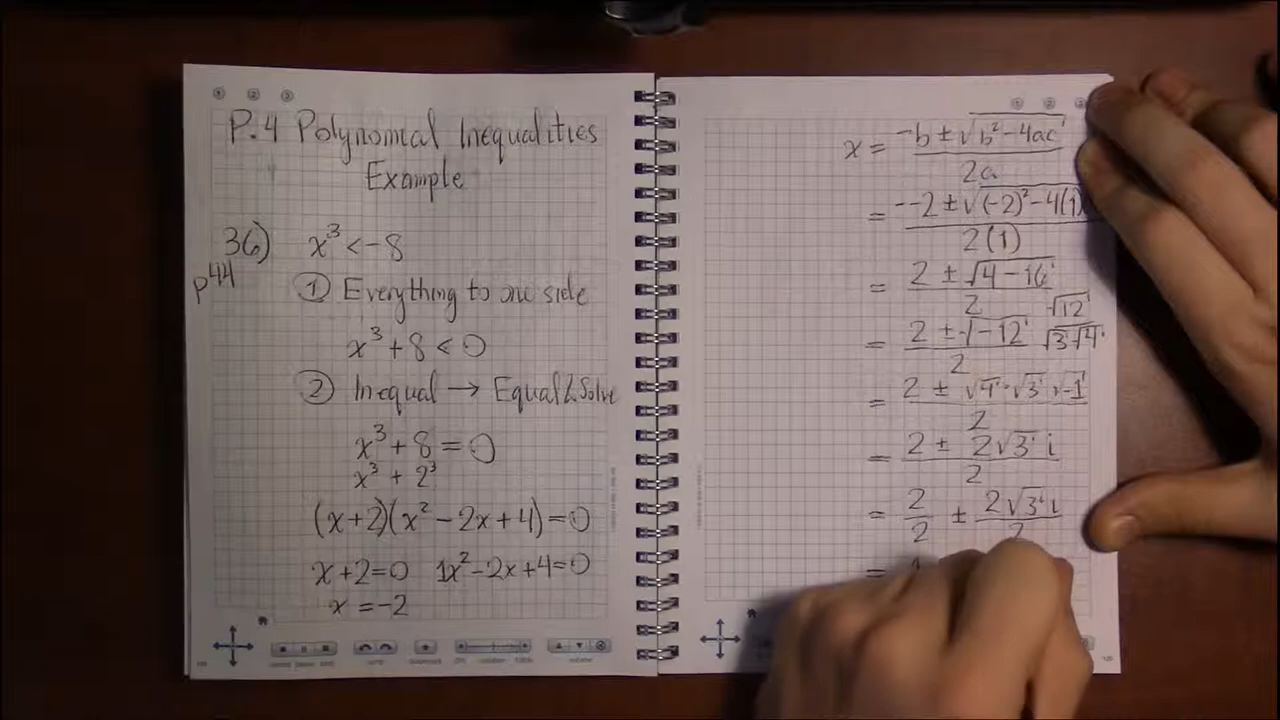 P.4 Polynomial Inequalities
Example
36) x³ < -8
p44
① Everything to one side
x³ + 8 < 0
② Inequal → Equal & Solve
x³ + 8 = 0
x³ + 2³
(x+2)(x² - 2x + 4) = 0
x + 2 = 0   1x² - 2x + 4 = 0
x = -2
x = (-b ± √(b² - 4ac)) / 2a
= (--2 ± √((-2)² - 4(1) / 2(1)
= (2 ± √(4 - 16)) / 2
√12
= (2 ± √-12) / 2   √3 √4
= (2 ± √4 · √3 √-1) / 2
= (2 ± 2√3 i) / 2
= 2/2 ± 2√3 i / 2
=